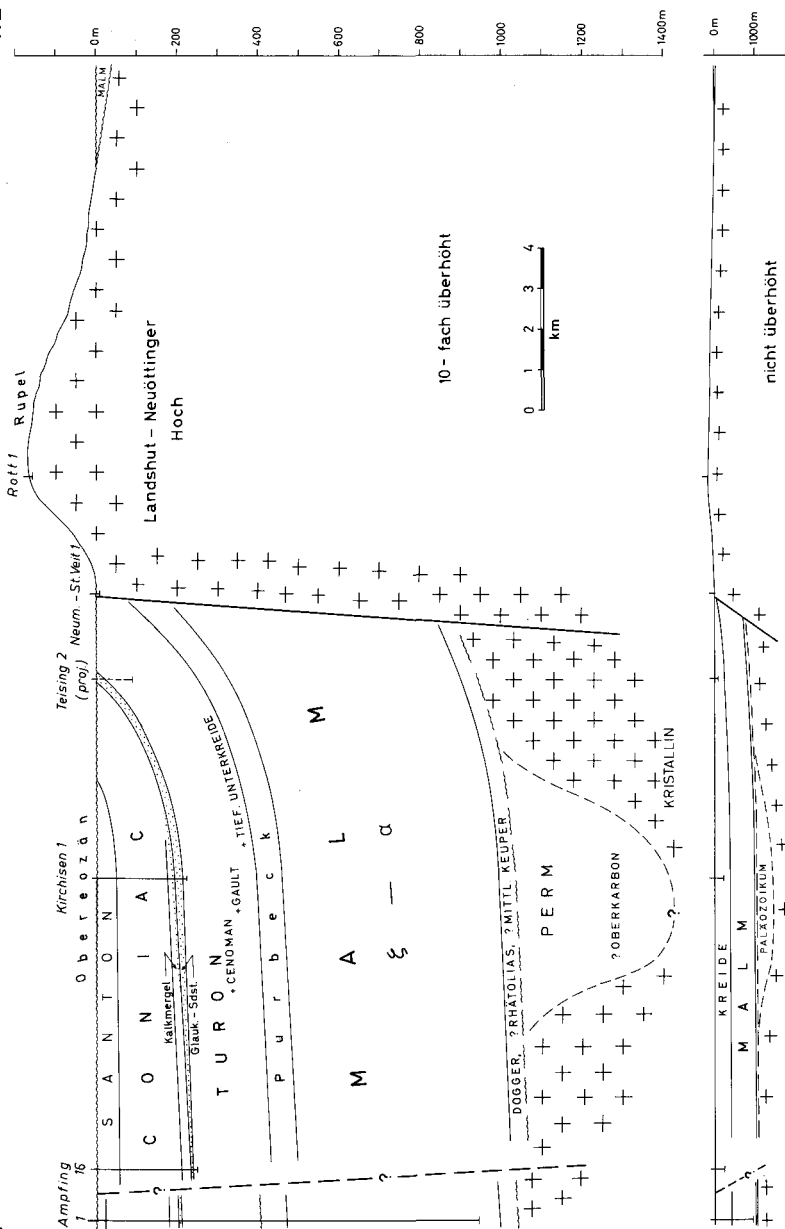 Ampfing
1
16
Kirchisen 1
Teising 2
(proj.)
Neum.-St.Veit 1
Rott 1
Obereozän
Rupel
SANTON
CONIAC
Kalkmergel
Glauk.-Sdst.
TURON
+ CENOMAN + GAULT + TIEF. UNTERKREIDE
Purbeck
MALM
ξ — α
DOGGER, ?RHÄTOLIAS, ?MITTL KEUPER
PERM
?OBERKARBON
KRISTALLIN
?
?
?
?
Landshut – Neuöttinger
Hoch
MALM
0 m
200
400
600
800
1000
1200
1400m
10-fach überhöht
0 1 2 3 4
km
KREIDE
MALM
PALÄOZOIKUM
?
0 m
1000m
nicht überhöht